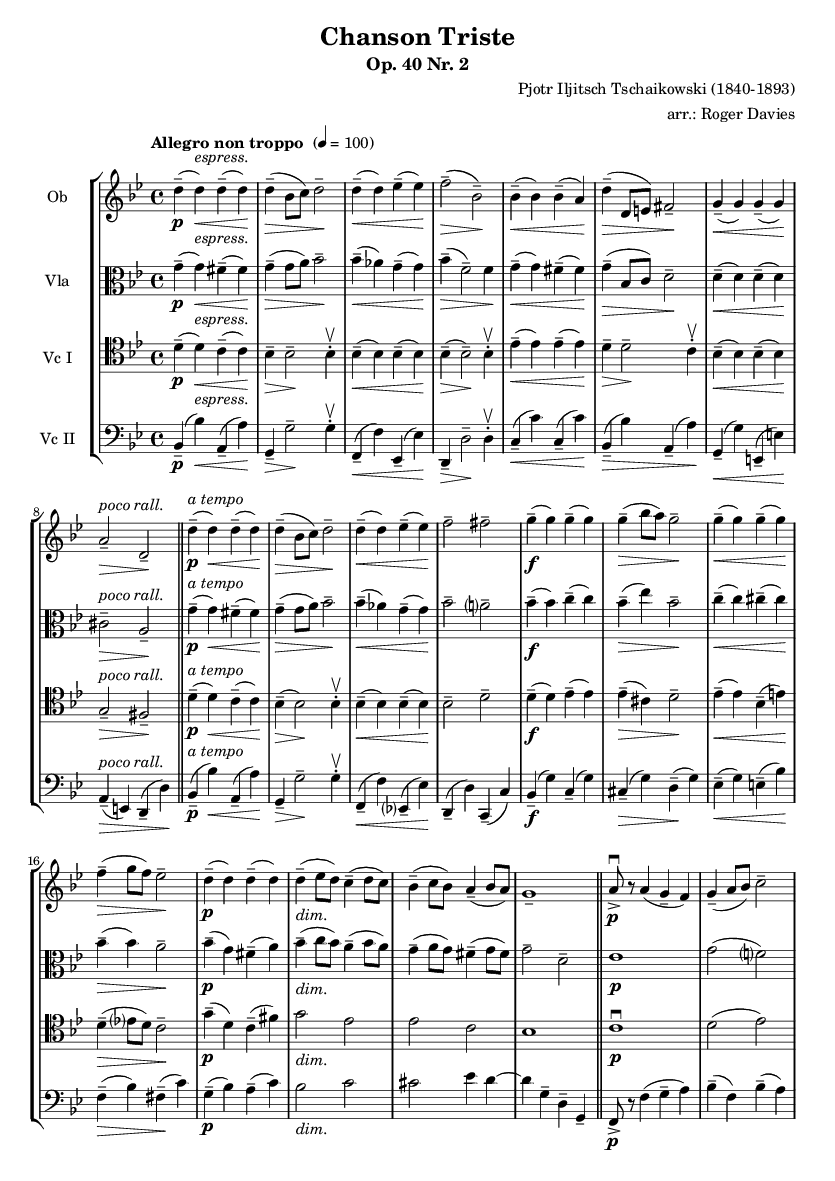 Chanson Triste
Op. 40 Nr. 2
Pjotr Iljitsch Tschaikowski (1840-1893)
arr.: Roger Davies
Allegro non troppo (♩ = 100)
espress.
Ob
p
espress.
Vla
p
espress.
Vc I
p
espress.
Vc II
p
8
poco rall. a tempo
p f
poco rall. a tempo
p f
poco rall. a tempo
p f
poco rall. a tempo
p f
16
p dim. p
p dim. p
p dim. p
p dim. p